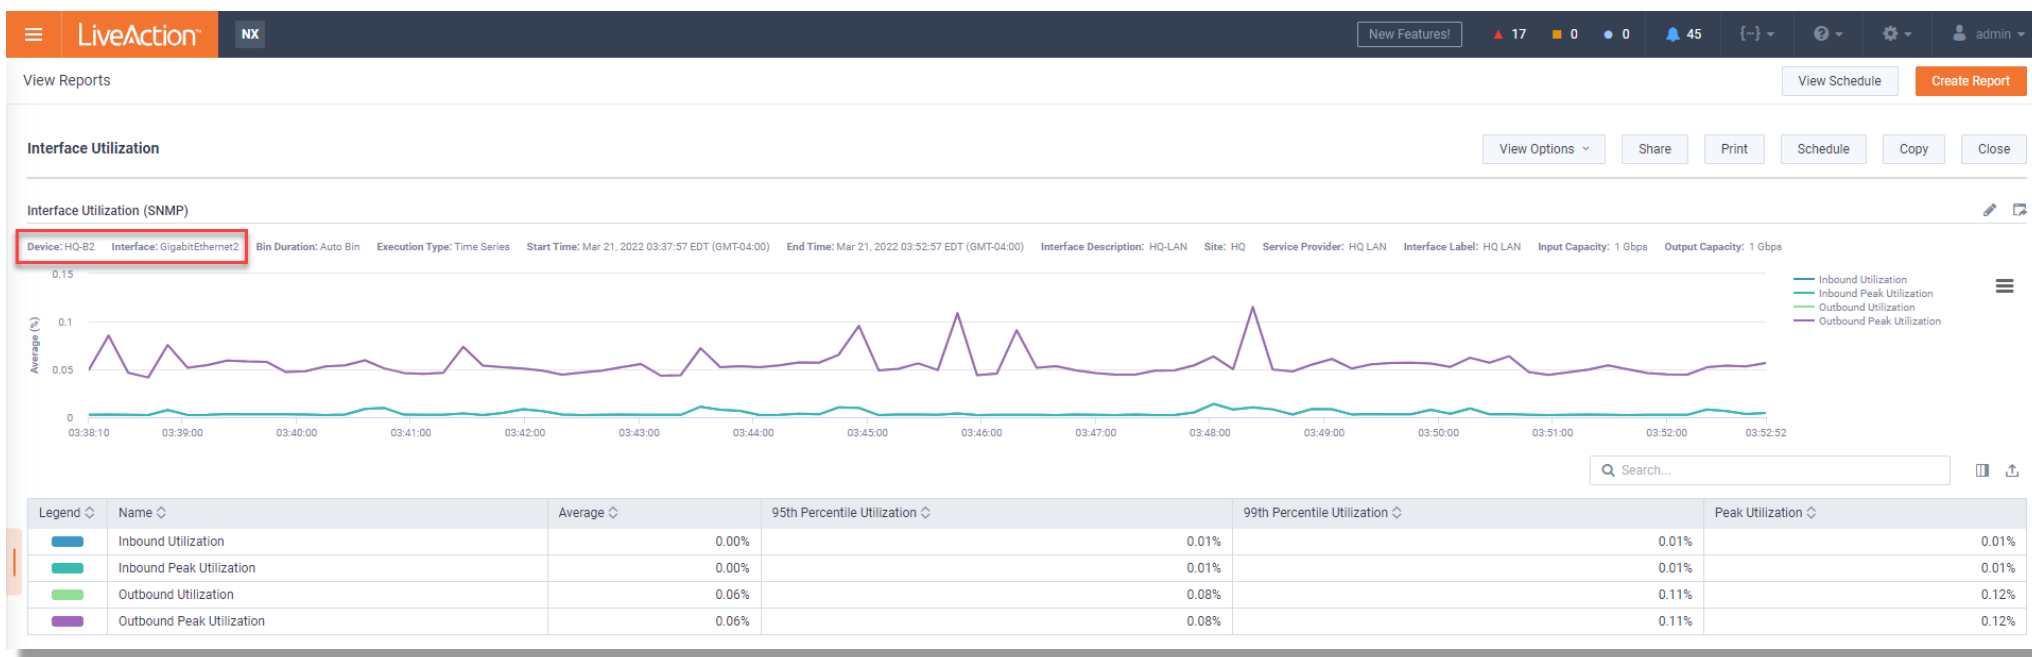 LiveAction NX New Features! 17 0 0 45 {···} admin
View Reports View Schedule Create Report
Interface Utilization View Options Share Print Schedule Copy Close
Interface Utilization (SNMP)
Device: HQ-B2 Interface: GigabitEthernet2 Bin Duration: Auto Bin Execution Type: Time Series Start Time: Mar 21, 2022 03:37:57 EDT (GMT-04:00) End Time: Mar 21, 2022 03:52:57 EDT (GMT-04:00) Interface Description: HQ-LAN Site: HQ Service Provider: HQ LAN Interface Label: HQ LAN Input Capacity: 1 Gbps Output Capacity: 1 Gbps
Average (%)
0.15
0.1
0.05
0
03:38:10 03:39:00 03:40:00 03:41:00 03:42:00 03:43:00 03:44:00 03:45:00 03:46:00 03:47:00 03:48:00 03:49:00 03:50:00 03:51:00 03:52:00 03:52:52
Inbound Utilization
Inbound Peak Utilization
Outbound Utilization
Outbound Peak Utilization
Search...
Legend Name Average 95th Percentile Utilization 99th Percentile Utilization Peak Utilization
Inbound Utilization 0.00% 0.01% 0.01% 0.01%
Inbound Peak Utilization 0.00% 0.01% 0.01% 0.01%
Outbound Utilization 0.06% 0.08% 0.11% 0.12%
Outbound Peak Utilization 0.06% 0.08% 0.11% 0.12%